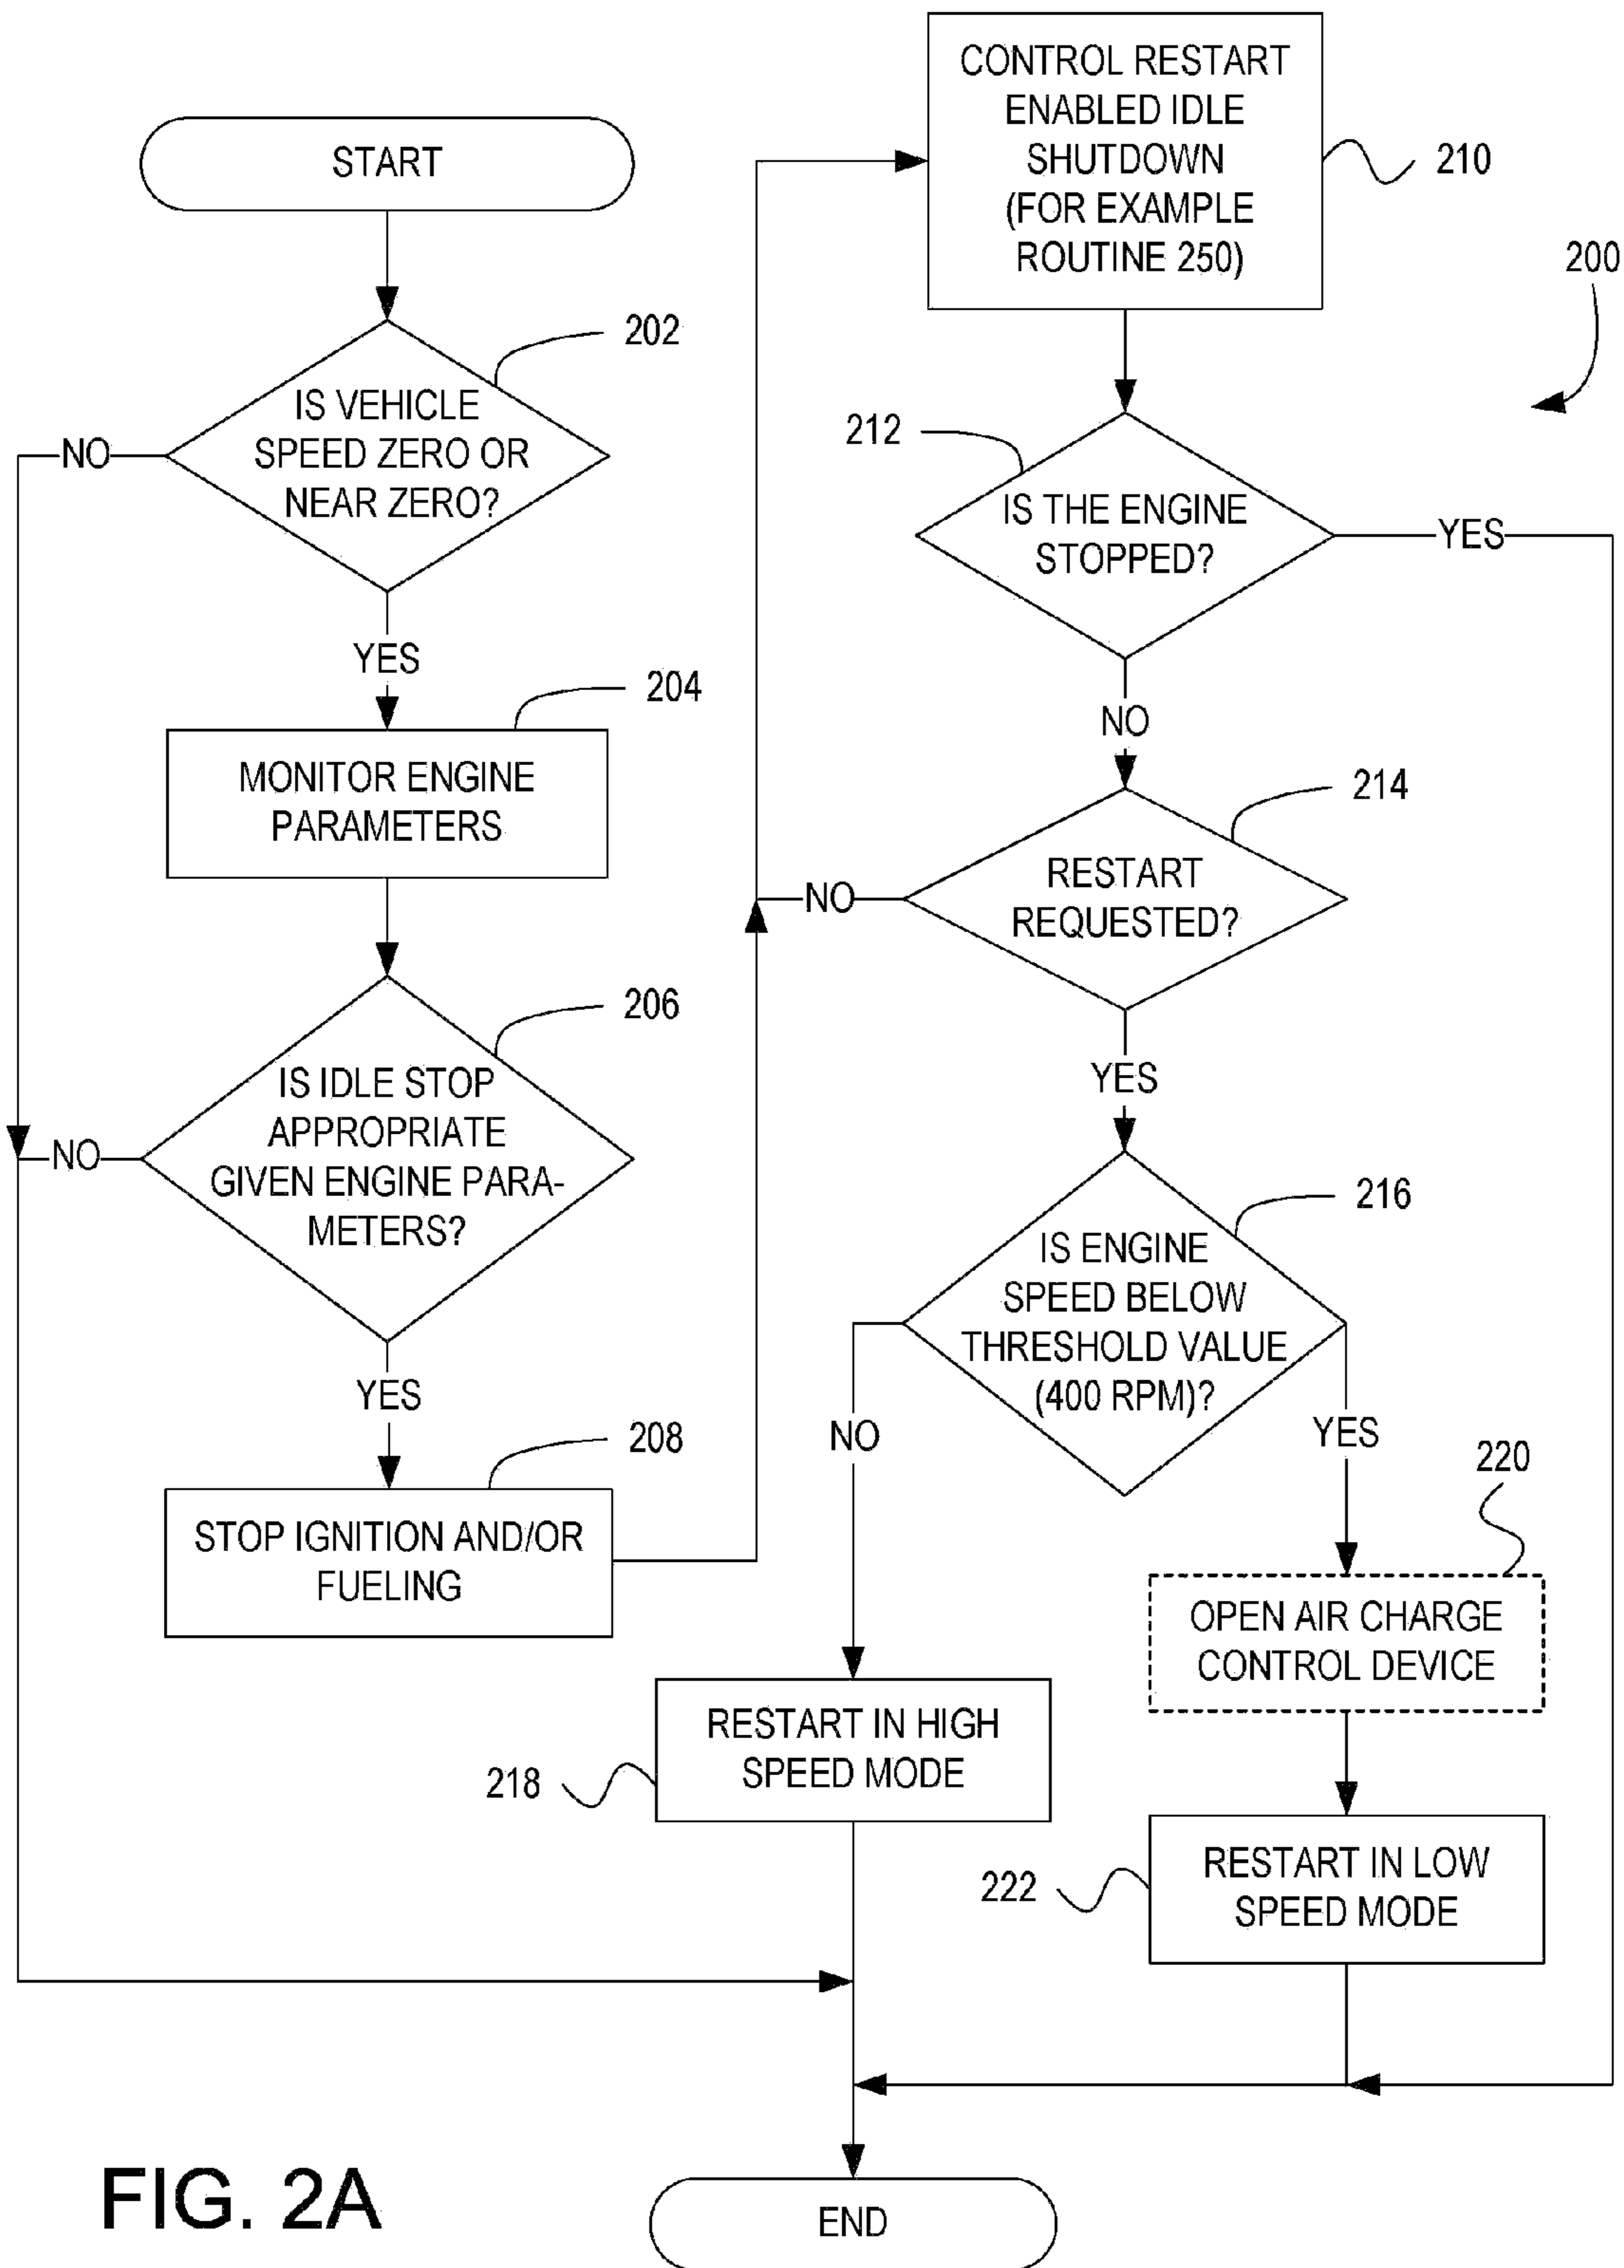 START
202
IS VEHICLE
SPEED ZERO OR
NEAR ZERO?
NO
YES
204
MONITOR ENGINE
PARAMETERS
206
IS IDLE STOP
APPROPRIATE
GIVEN ENGINE PARA-
METERS?
NO
YES
208
STOP IGNITION AND/OR
FUELING
CONTROL RESTART
ENABLED IDLE
SHUTDOWN
(FOR EXAMPLE
ROUTINE 250)
210
200
212
IS THE ENGINE
STOPPED?
YES
NO
214
RESTART
REQUESTED?
NO
YES
216
IS ENGINE
SPEED BELOW
THRESHOLD VALUE
(400 RPM)?
NO
YES
220
OPEN AIR CHARGE
CONTROL DEVICE
RESTART IN HIGH
SPEED MODE
218
RESTART IN LOW
SPEED MODE
222
END
FIG. 2A